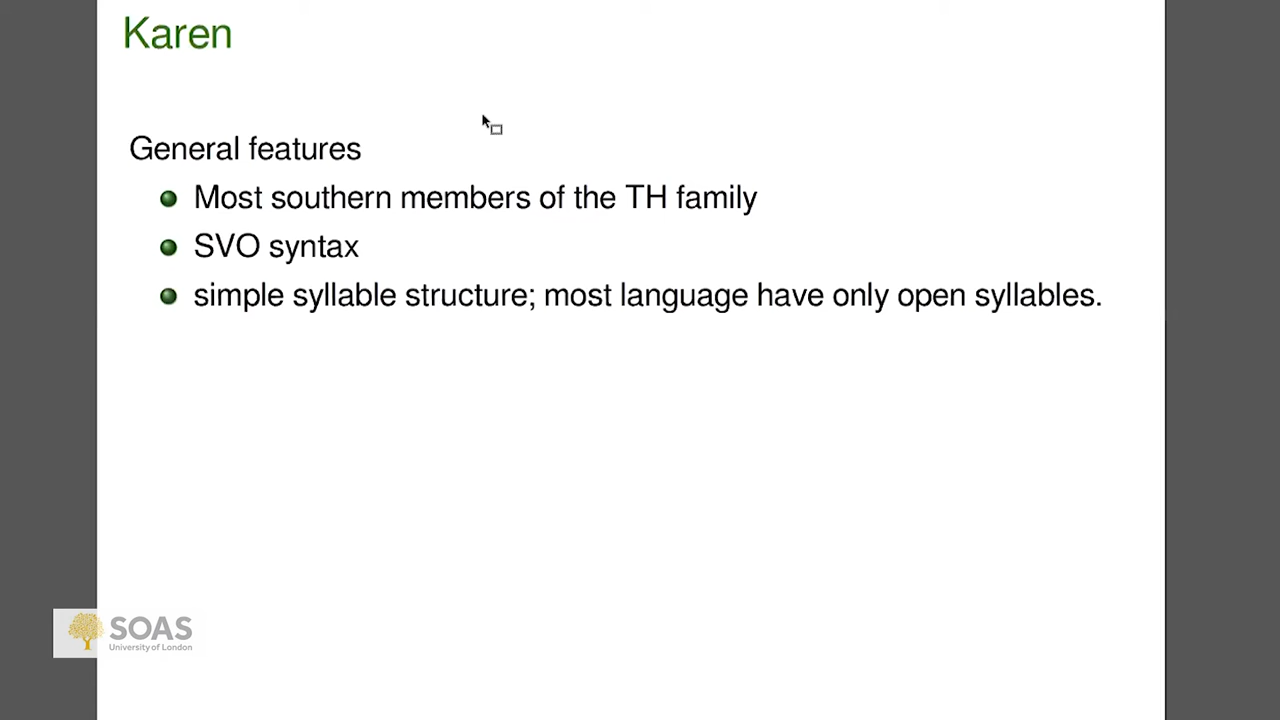 Karen
General features
Most southern members of the TH family
SVO syntax
simple syllable structure; most language have only open syllables.
SOAS
University of London